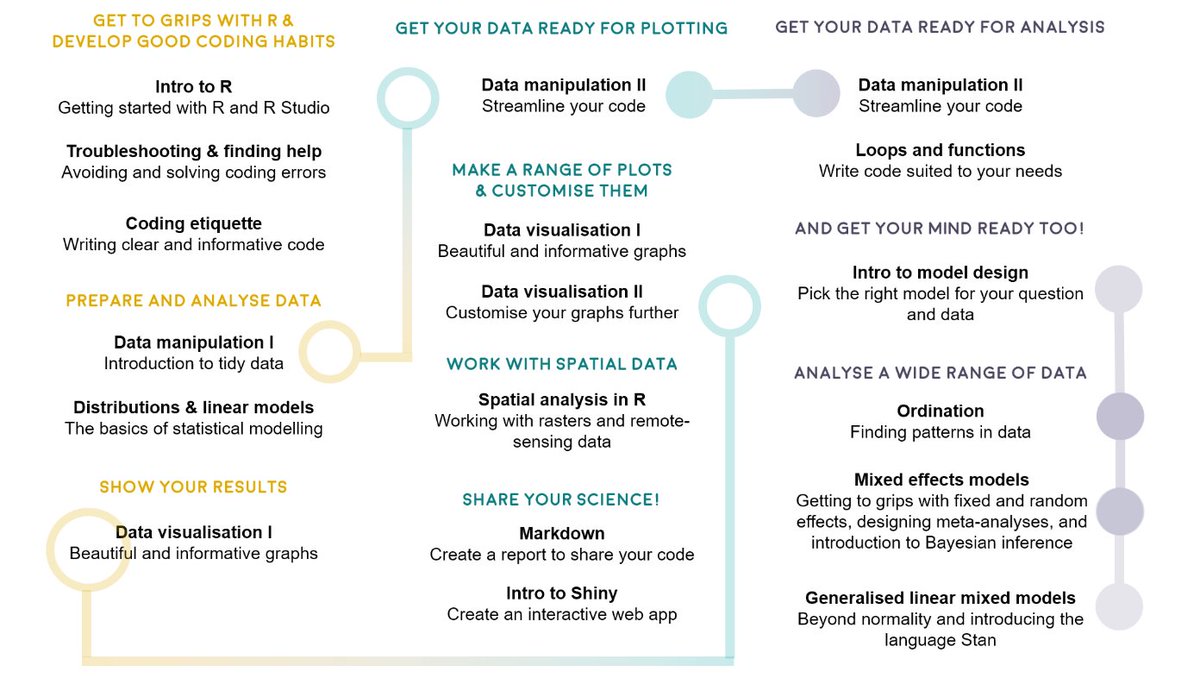 GET TO GRIPS WITH R &
DEVELOP GOOD CODING HABITS
Intro to R
Getting started with R and R Studio
Troubleshooting & finding help
Avoiding and solving coding errors
Coding etiquette
Writing clear and informative code
PREPARE AND ANALYSE DATA
Data manipulation I
Introduction to tidy data
Distributions & linear models
The basics of statistical modelling
SHOW YOUR RESULTS
Data visualisation I
Beautiful and informative graphs
GET YOUR DATA READY FOR PLOTTING
Data manipulation II
Streamline your code
MAKE A RANGE OF PLOTS
& CUSTOMISE THEM
Data visualisation I
Beautiful and informative graphs
Data visualisation II
Customise your graphs further
WORK WITH SPATIAL DATA
Spatial analysis in R
Working with rasters and remote-
sensing data
SHARE YOUR SCIENCE!
Markdown
Create a report to share your code
Intro to Shiny
Create an interactive web app
GET YOUR DATA READY FOR ANALYSIS
Data manipulation II
Streamline your code
Loops and functions
Write code suited to your needs
AND GET YOUR MIND READY TOO!
Intro to model design
Pick the right model for your question
and data
ANALYSE A WIDE RANGE OF DATA
Ordination
Finding patterns in data
Mixed effects models
Getting to grips with fixed and random
effects, designing meta-analyses, and
introduction to Bayesian inference
Generalised linear mixed models
Beyond normality and introducing the
language Stan